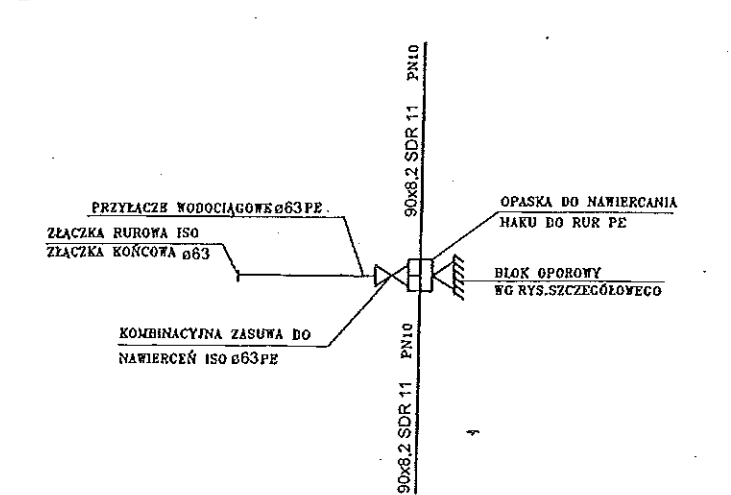 90x8,2 SDR 11 PN10
PRZYŁĄCZE WODOCIĄGOWE ø63PE
OPASKA DO NAWIERCANIA
HAKU DO RUR PE
ZŁĄCZKA RUROWA ISO
ZŁĄCZKA KOŃCOWA ø63
BLOK OPOROWY
WG RYS.SZCZEGÓŁOWEGO
KOMBINACYJNA ZASUWA DO
NAWIERCEŃ ISO ø63PE
90x8,2 SDR 11 PN10